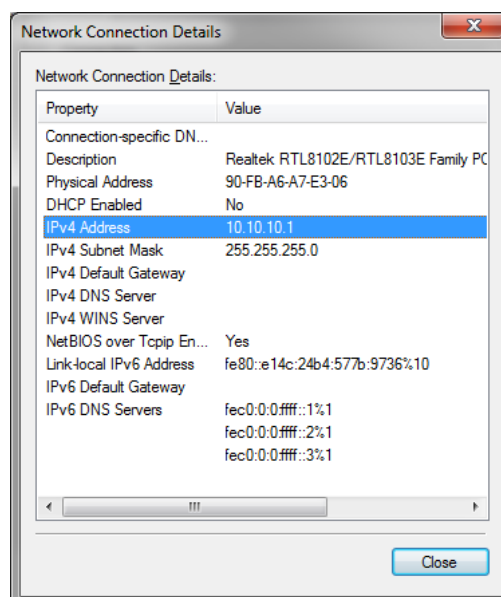 Network Connection Details
Network Connection Details:
Property Value
Connection-specific DN...
Description Realtek RTL8102E/RTL8103E Family PC
Physical Address 90-FB-A6-A7-E3-06
DHCP Enabled No
IPv4 Address 10.10.10.1
IPv4 Subnet Mask 255.255.255.0
IPv4 Default Gateway
IPv4 DNS Server
IPv4 WINS Server
NetBIOS over Tcpip En... Yes
Link-local IPv6 Address fe80::e14c:24b4:577b:9736%10
IPv6 Default Gateway
IPv6 DNS Servers fec0:0:0:ffff::1%1
fec0:0:0:ffff::2%1
fec0:0:0:ffff::3%1
Close